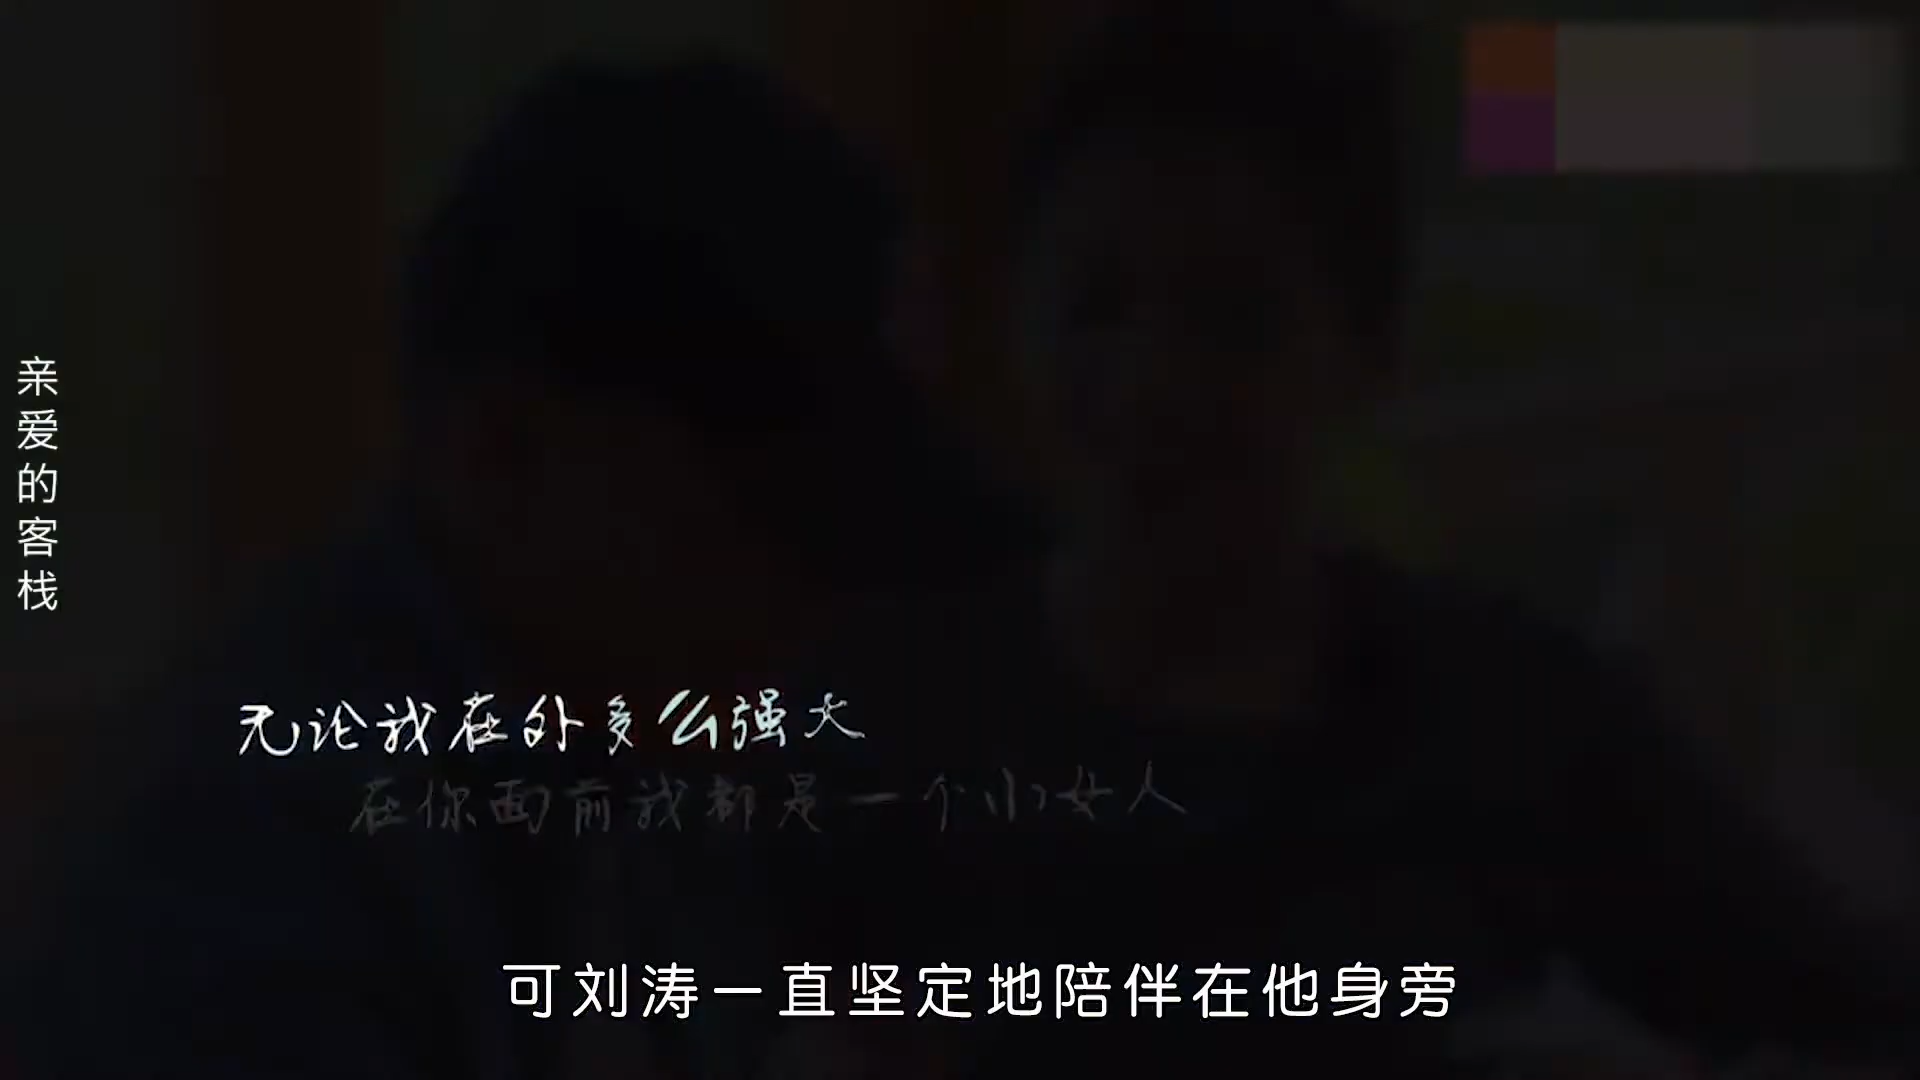 亲爱的客栈
无论我在外多么强大
在你面前我都是一个小女人
可刘涛一直坚定地陪伴在他身旁